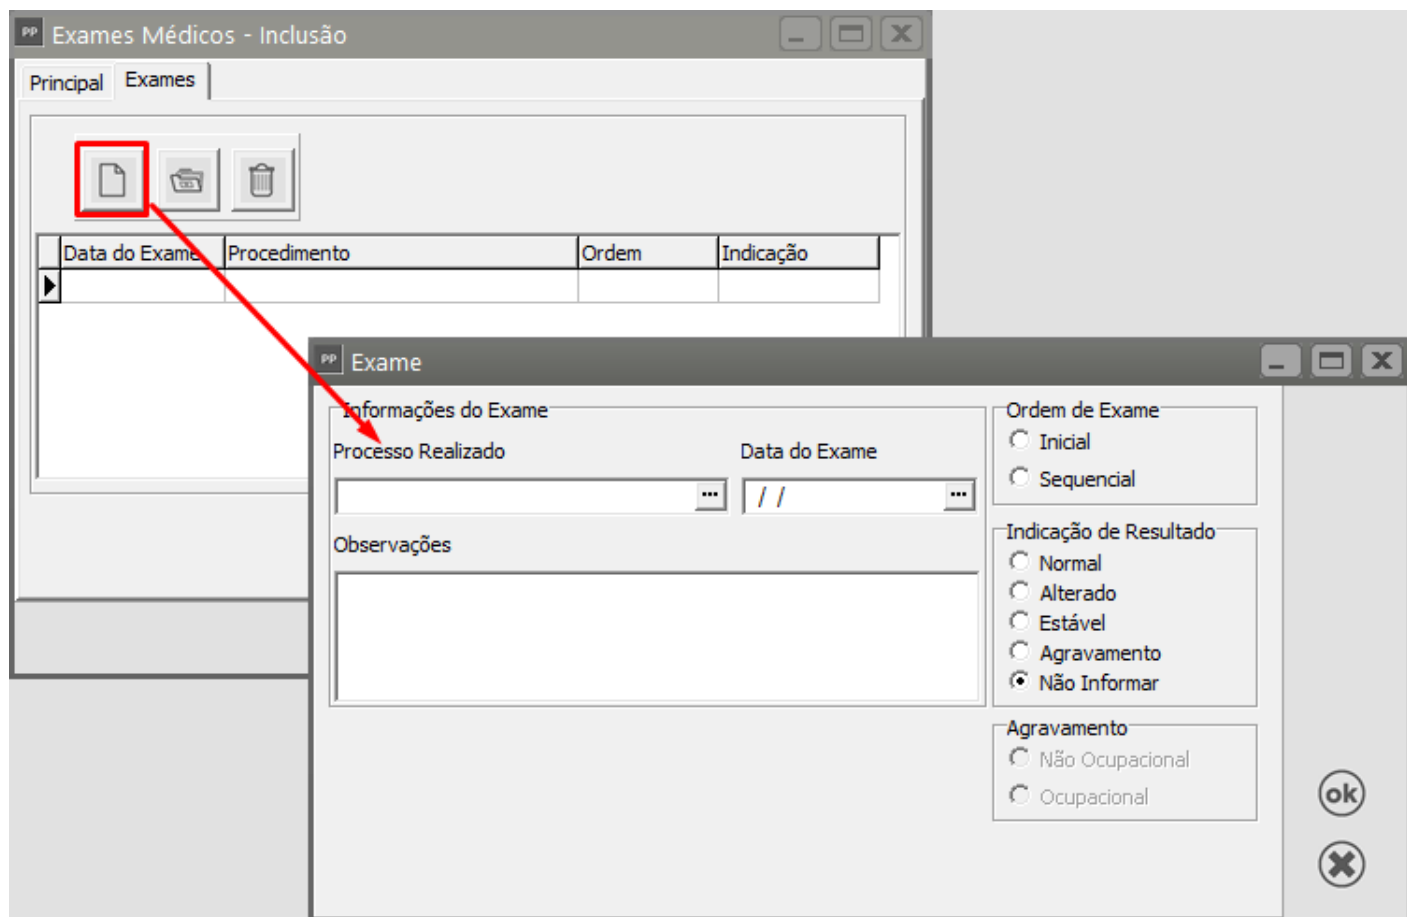 PP Exames Médicos - Inclusão
Principal Exames
Data do Exame Procedimento Ordem Indicação
PP Exame
Informações do Exame
Processo Realizado Data do Exame
... / / ...
Observações
Ordem de Exame
Inicial
Sequencial
Indicação de Resultado
Normal
Alterado
Estável
Agravamento
Não Informar
Agravamento
Não Ocupacional
Ocupacional
ok